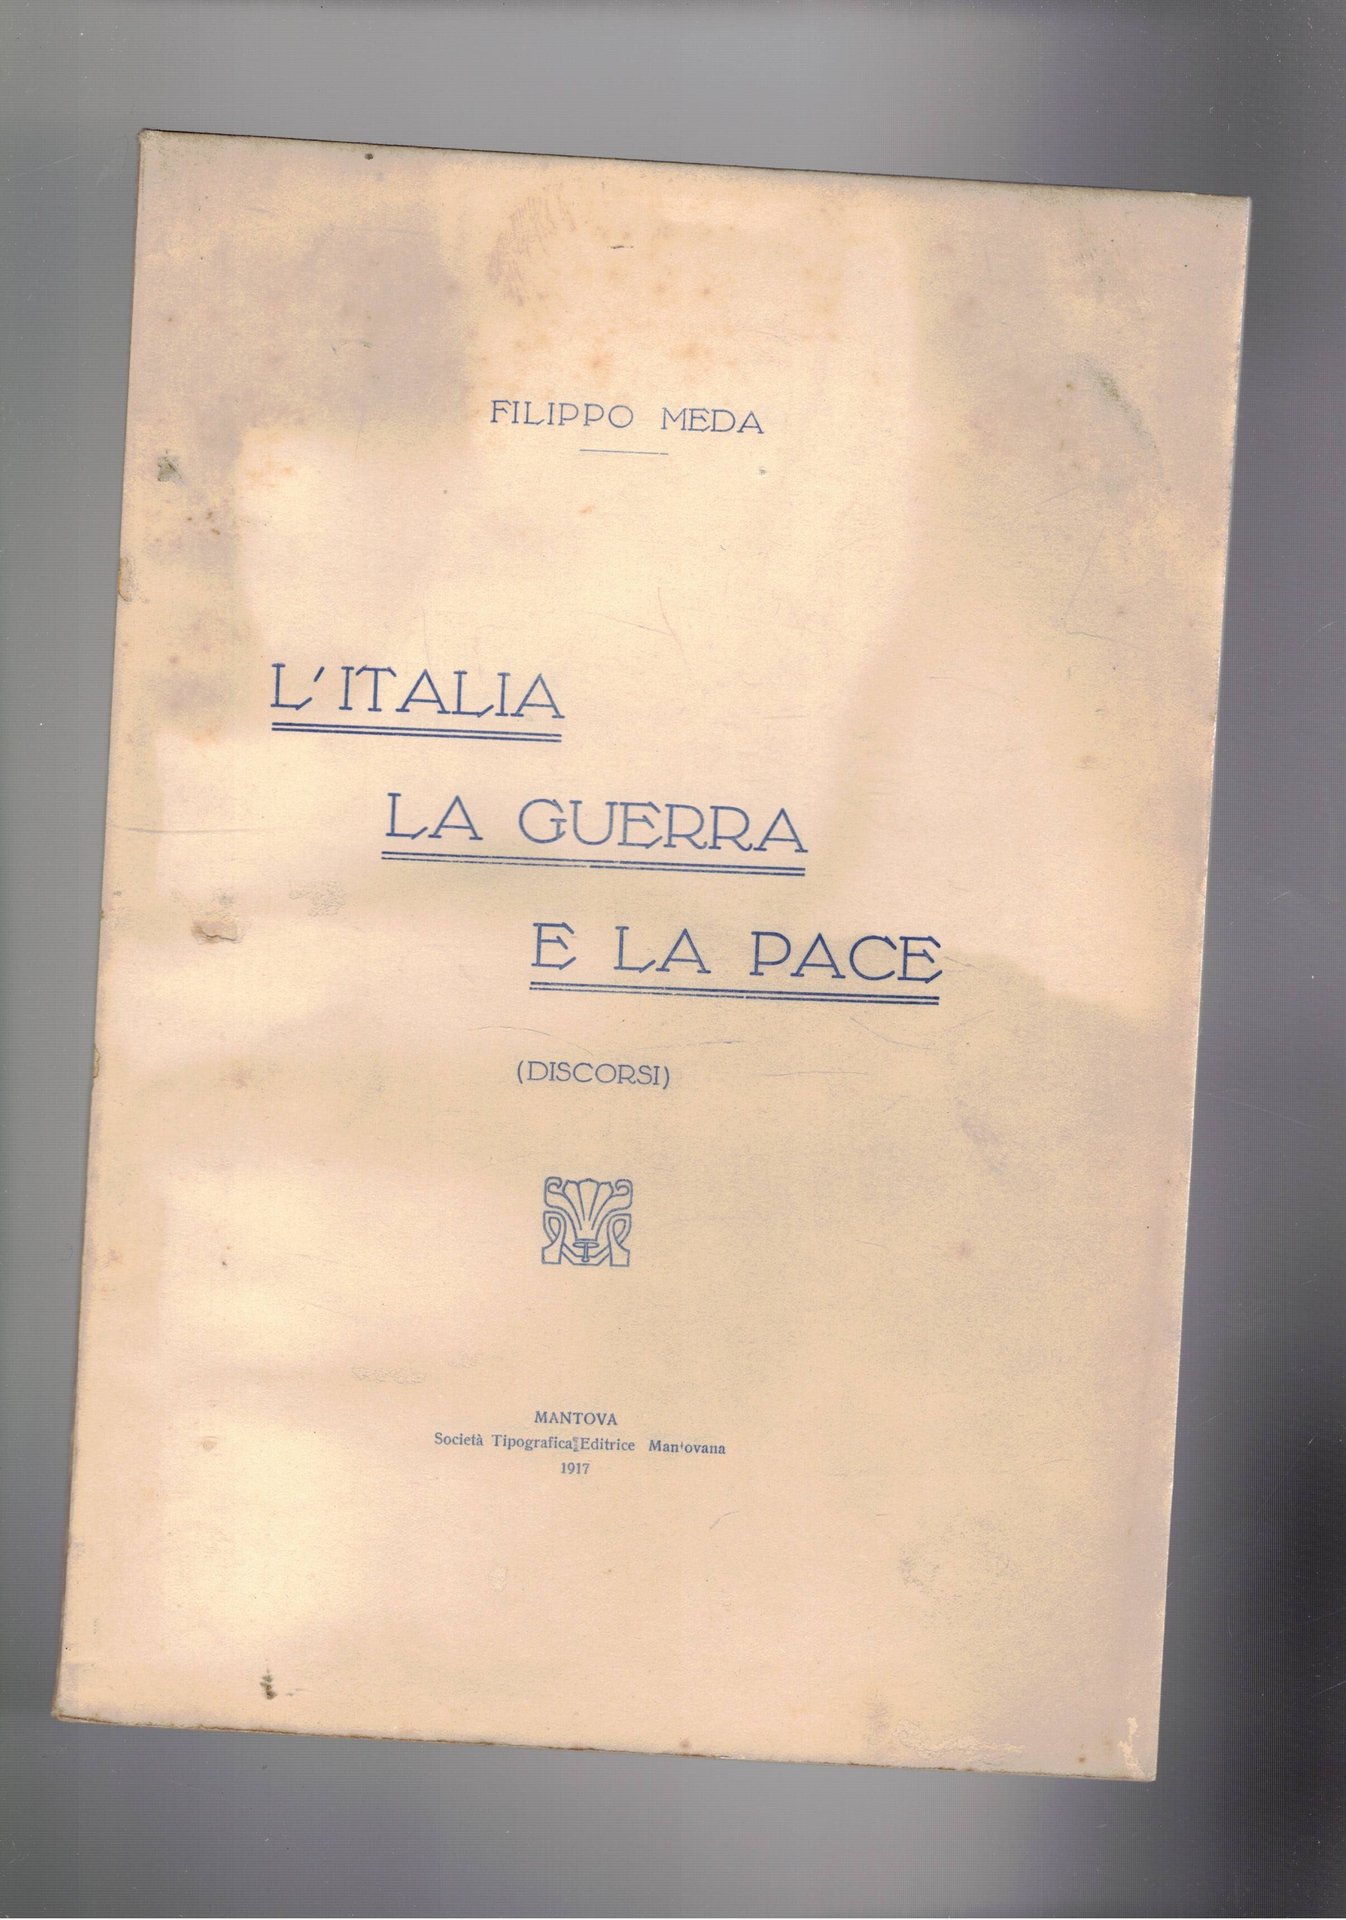 FILIPPO MEDA
L'ITALIA
LA GUERRA
E LA PACE
(DISCORSI)
MANTOVA
Società Tipografica Editrice Mantovana
1917